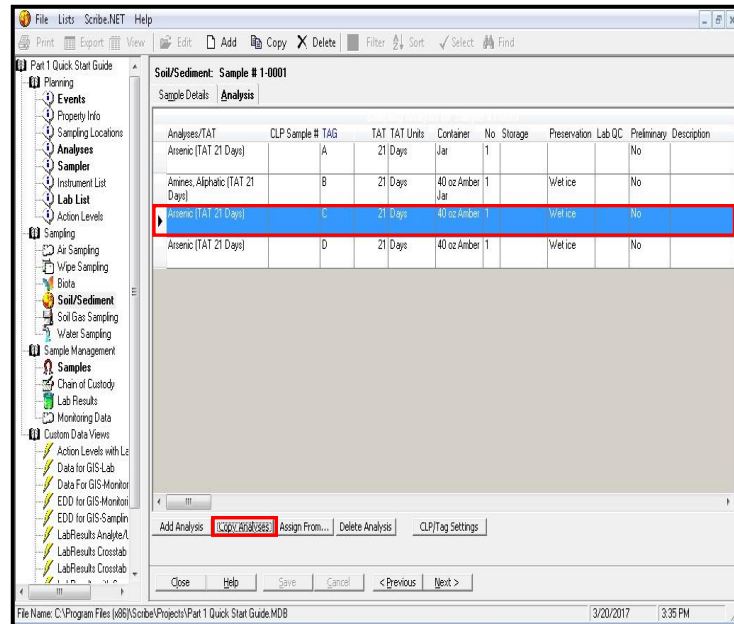 File Lists Scribe.NET Help
Print Export View Edit Add Copy Delete Filter Sort Select Find
Part 1 Quick Start Guide
Planning
Events
Property Info
Sampling Locations
Analyses
Sampler
Instrument List
Lab List
Action Levels
Sampling
Air Sampling
Wipe Sampling
Biota
Soil/Sediment
Soil Gas Sampling
Water Sampling
Sample Management
Samples
Chain of Custody
Lab Results
Monitoring Data
Custom Data Views
Action Levels with La
Data for GIS-Lab
Data For GIS-Monitor
EDD for GIS-Monitori
EDD for GIS-Samplin
LabResults Analyte/L
LabResults Crosstab
LabResults Crosstab
Soil/Sediment: Sample # 1-0001
Sample Details Analysis
Analyses/TAT CLP Sample # TAG TAT TAT Units Container No Storage Preservation Lab QC Preliminary Description
Arsenic (TAT 21 Days) A 21 Days Jar 1 No
Amines, Aliphatic (TAT 21 B 21 Days 40 oz Amber 1 Wet ice No
Days) Jar
Arsenic (TAT 21 Days) C 21 Days 40 oz Amber 1 Wet ice No
Arsenic (TAT 21 Days) D 21 Days 40 oz Amber 1 Wet ice No
Add Analysis Copy Analyses Assign From... Delete Analysis CLP/Tag Settings
Close Help Save Cancel < Previous Next >
File Name: C:\Program Files (x86)\Scribe\Projects\Part 1 Quick Start Guide.MDB 3/20/2017 3:35 PM